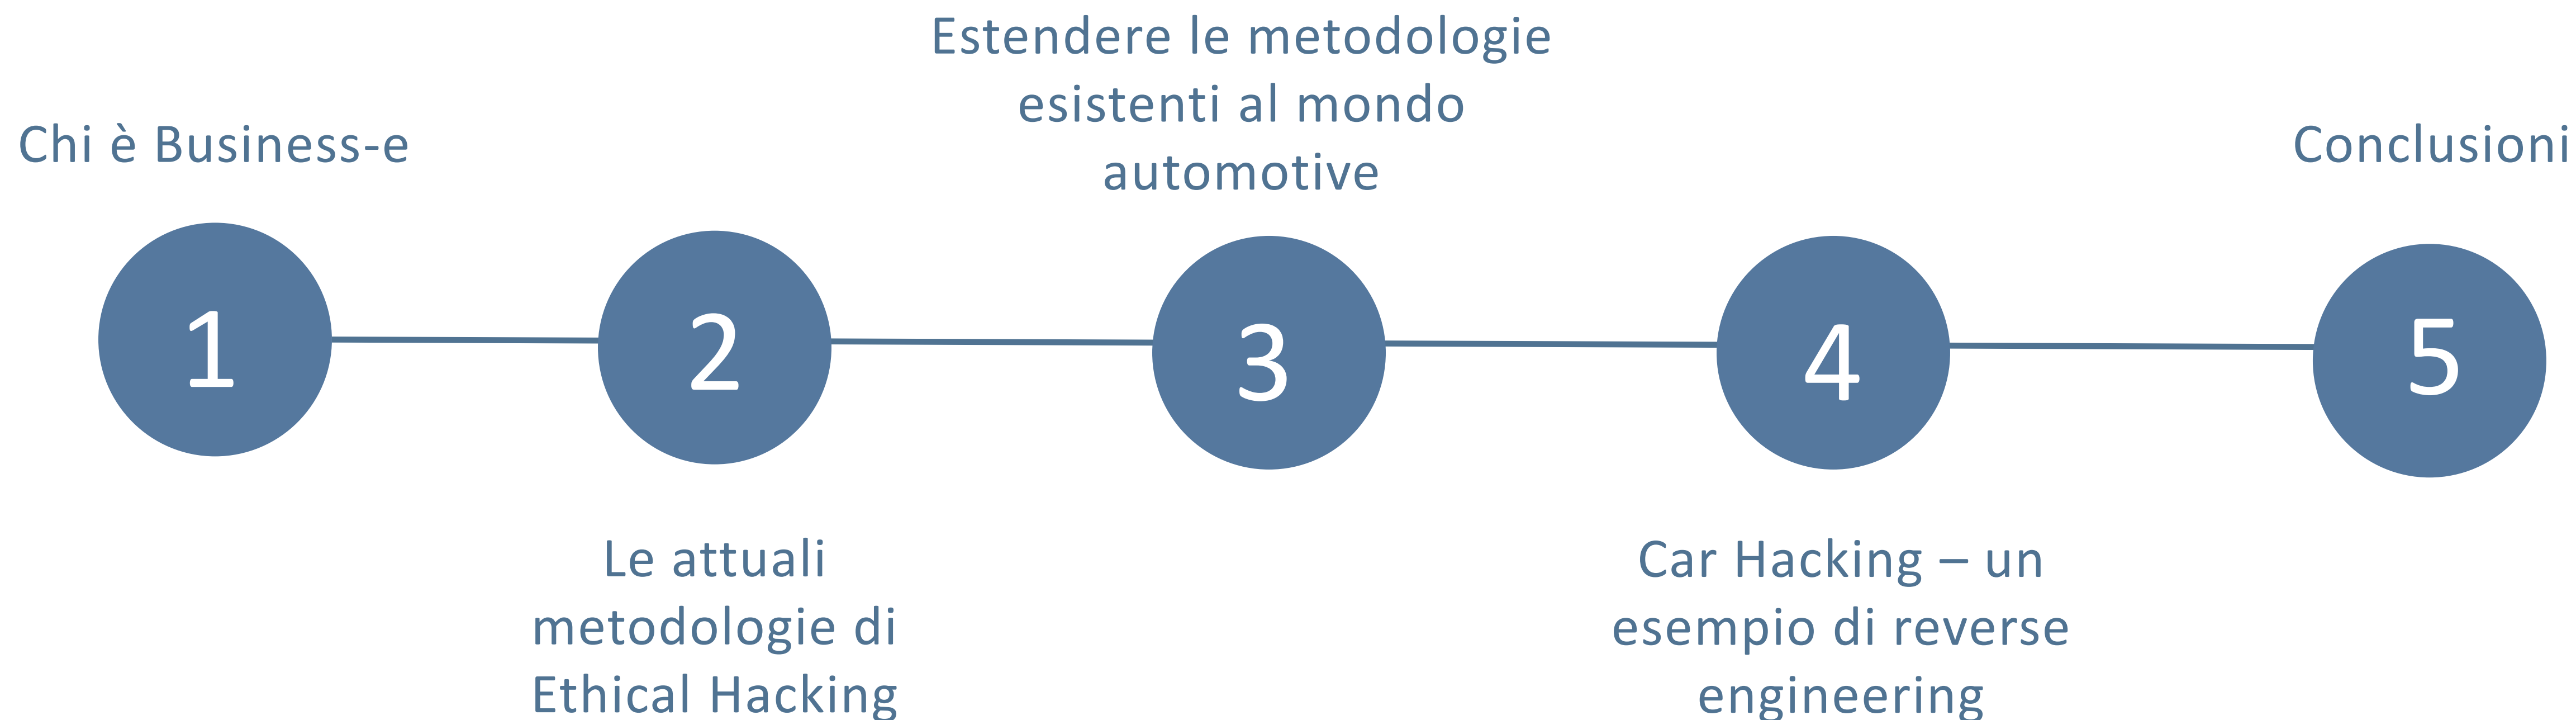 Chi è Business-e
1
Le attuali
metodologie di
Ethical Hacking
2
Estendere le metodologie
esistenti al mondo
automotive
3
Car Hacking – un
esempio di reverse
engineering
4
Conclusioni
5